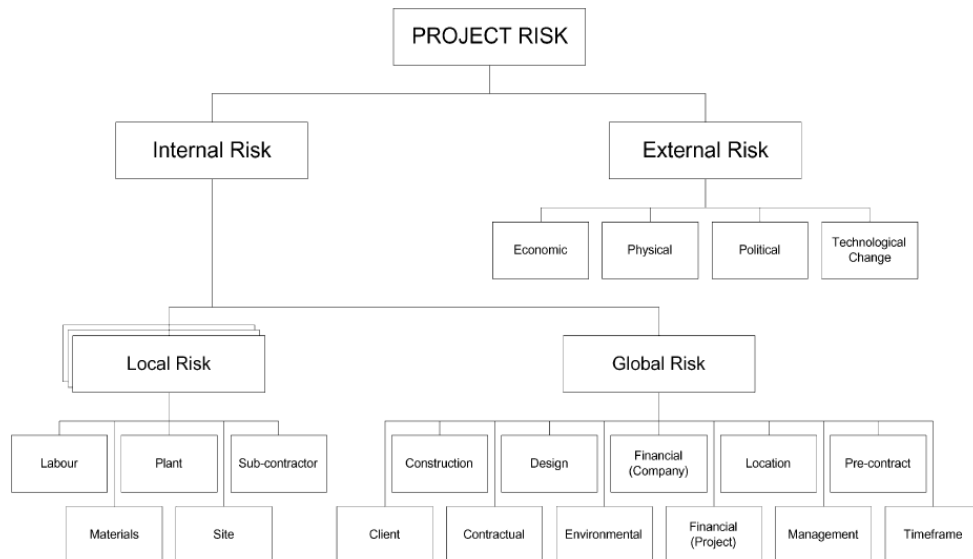 PROJECT RISK
Internal Risk
External Risk
Economic
Physical
Political
Technological
Change
Local Risk
Global Risk
Labour
Plant
Sub-contractor
Construction
Design
Financial
(Company)
Location
Pre-contract
Materials
Site
Client
Contractual
Environmental
Financial
(Project)
Management
Timeframe